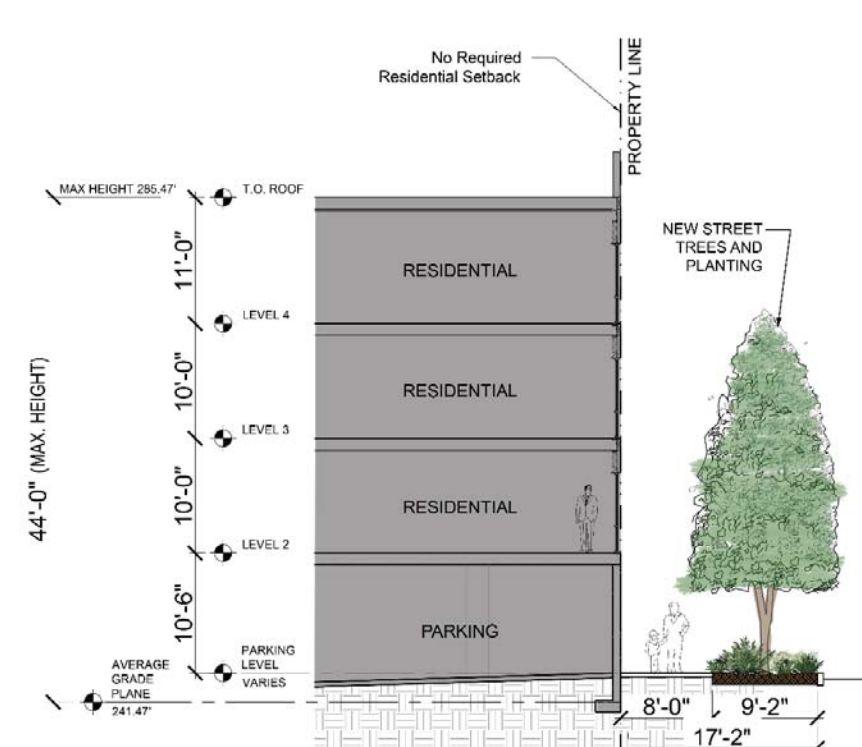 No Required
Residential Setback
PROPERTY LINE
MAX HEIGHT 285.47'
T.O. ROOF
NEW STREET
TREES AND
PLANTING
11'-0"
RESIDENTIAL
LEVEL 4
44'-0" (MAX. HEIGHT)
10'-0"
RESIDENTIAL
LEVEL 3
10'-0"
RESIDENTIAL
LEVEL 2
10'-6"
PARKING
PARKING
LEVEL
VARIES
AVERAGE
GRADE
PLANE
241.47'
8'-0"
9'-2"
17'-2"